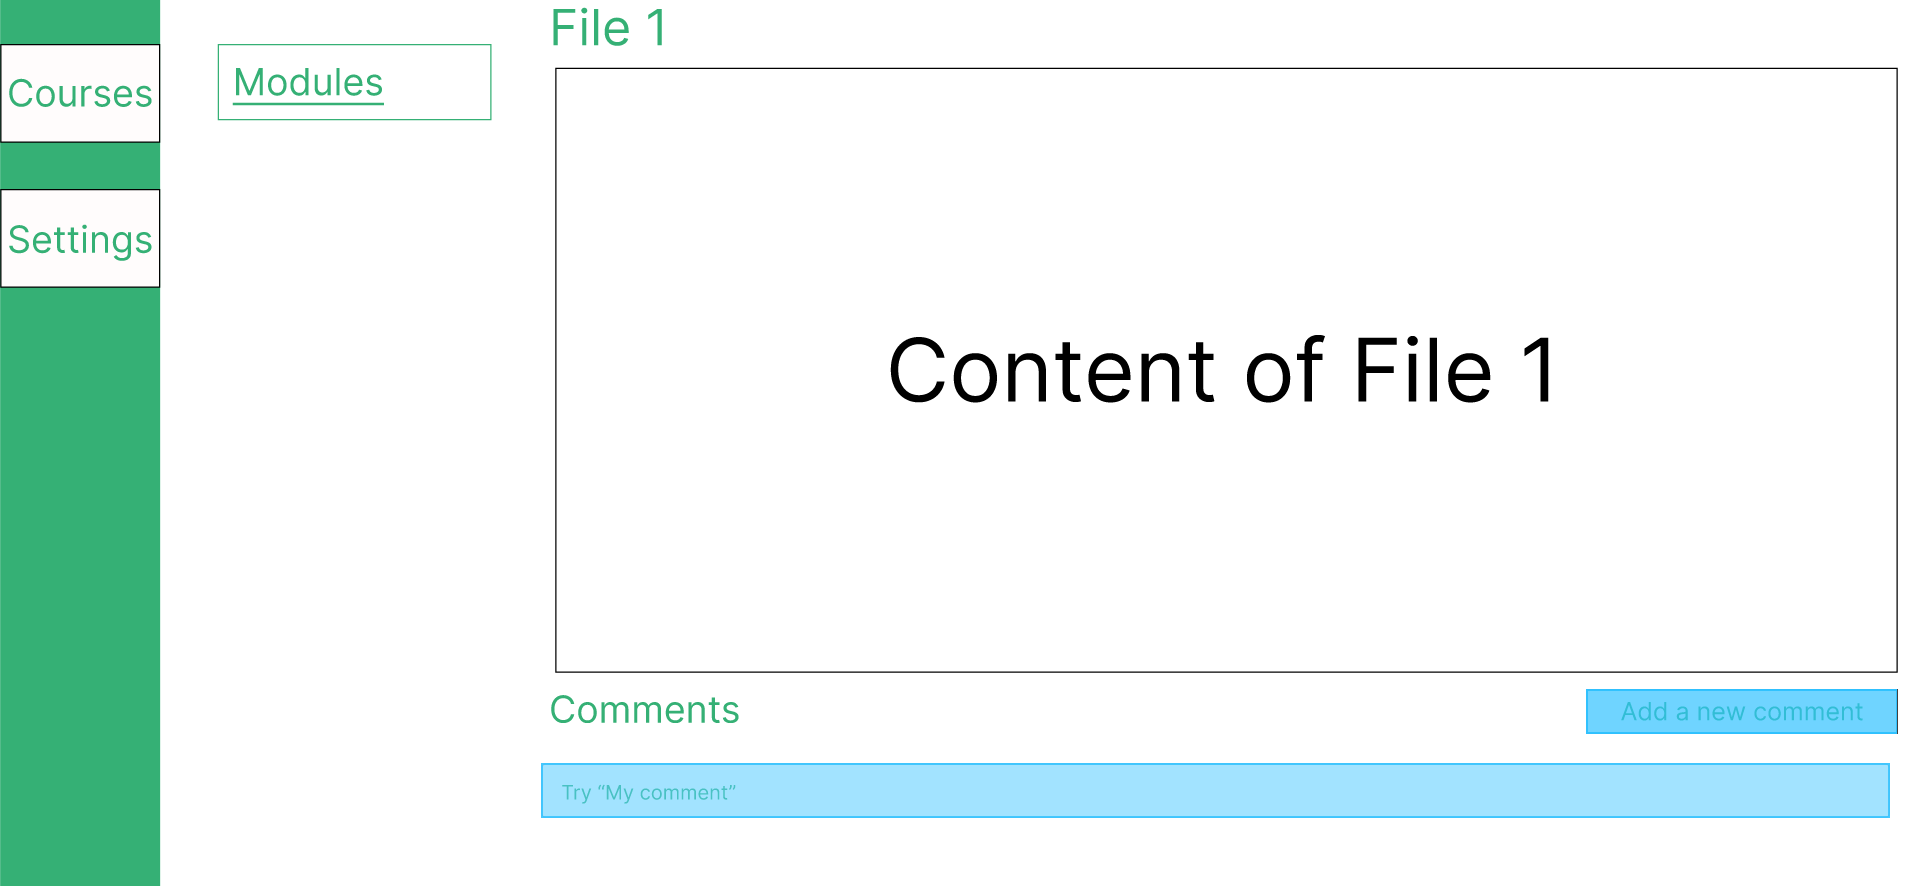 Courses
Settings
Modules
File 1
Content of File 1
Comments
Add a new comment
Try “My comment”